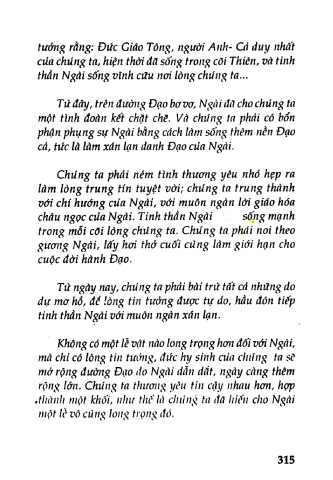 tưởng rằng: Đức Giáo Tông, người Anh- Cả duy nhất
của chúng ta, hiện thời đã sống trong cõi Thiên, và tinh
thần Ngài sống vĩnh cửu nơi lòng chúng ta...
Từ đây, trên đường Đạo bơ vơ, Ngài đã cho chúng ta
một tình đoàn kết chặt chẽ. Và chúng ta phải có bổn
phận phụng sự Ngài bằng cách làm sống thêm nền Đạo
cả, tức là làm xán lạn danh Đạo của Ngài.
Chúng ta phải ném tình thương yêu nhỏ hẹp ra
làm lòng trung tín tuyệt vời; chúng ta trung thành
với chí hướng của Ngài, với muôn ngàn lời giáo hóa
châu ngọc của Ngài. Tinh thần Ngài sống mạnh
trong mỗi cõi lòng chúng ta. Chúng ta phải noi theo
gương Ngài, lấy hơi thở cuối cùng làm giới hạn cho
cuộc đời hành Đạo.
Từ ngày nay, chúng ta phải bài trừ tất cả những do
dự mơ hồ, để lòng tin tưởng được tự do, hầu đón tiếp
tinh thần Ngài với muôn ngàn xán lạn.
Không có một lễ vật nào long trọng hơn đối với Ngài,
mà chỉ có lòng tin tưởng, đức hy sinh của chúng ta sẽ
mở rộng đường Đạo do Ngài dẫn dắt, ngày càng thêm
rộng lớn. Chúng ta thương yêu tin cậy nhau hơn, hợp
thành một khối, như thế là chúng ta đã hiến cho Ngài
một lễ vô cùng long trọng đó.
315